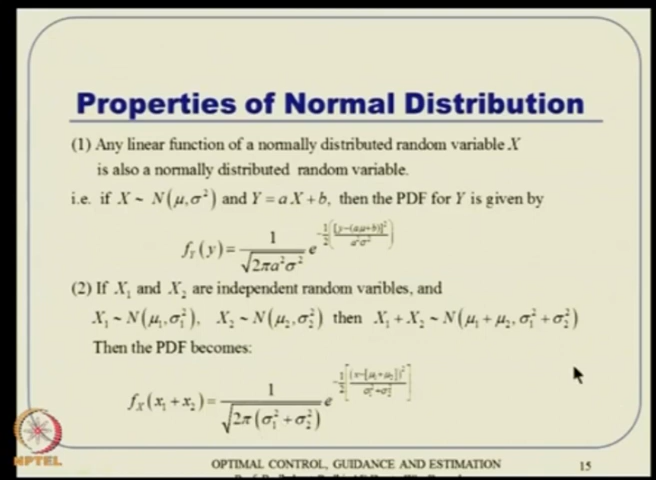 Properties of Normal Distribution
(1) Any linear function of a normally distributed random variable X
is also a normally distributed random variable.
i.e. if X ~ N(μ,σ²) and Y = a X + b, then the PDF for Y is given by
f_Y(y) = 1/√(2πa²σ²) e^(-1/2([y-(aμ+b)]²/a²σ²))
(2) If X₁ and X₂ are independent random varibles, and
X₁ ~ N(μ₁,σ₁²), X₂ ~ N(μ₂,σ₂²) then X₁ + X₂ ~ N(μ₁ + μ₂, σ₁² + σ₂²)
Then the PDF becomes:
f_X(x₁ + x₂) = 1/√(2π(σ₁² + σ₂²)) e^(-1/2[(x-[μ₁+μ₂])²/σ₁²+σ₂²])
NPTEL
OPTIMAL CONTROL, GUIDANCE AND ESTIMATION 15